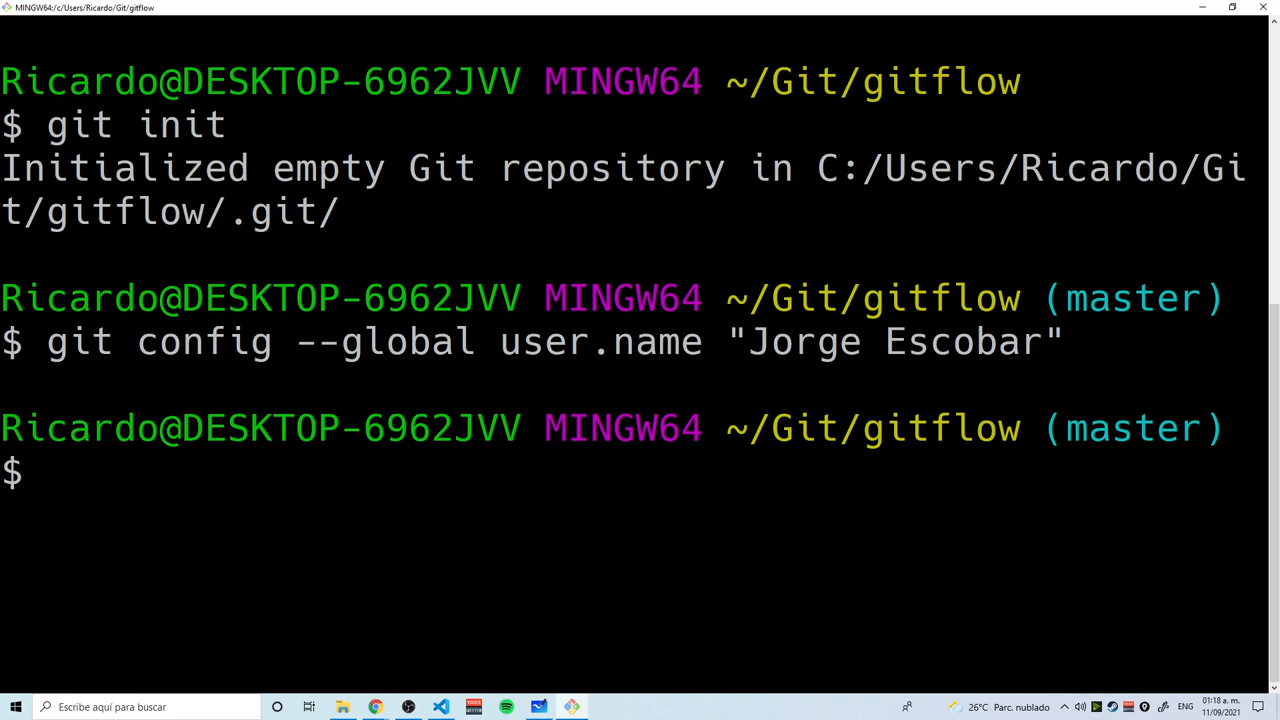 MINGW64:/c/Users/Ricardo/Git/gitflow
Ricardo@DESKTOP-6962JVV MINGW64 ~/Git/gitflow
$ git init
Initialized empty Git repository in C:/Users/Ricardo/Gi
t/gitflow/.git/
Ricardo@DESKTOP-6962JVV MINGW64 ~/Git/gitflow (master)
$ git config --global user.name "Jorge Escobar"
Ricardo@DESKTOP-6962JVV MINGW64 ~/Git/gitflow (master)
$
Escribe aquí para buscar
26°C Parc. nublado
ENG
01:18 a. m.
11/09/2021